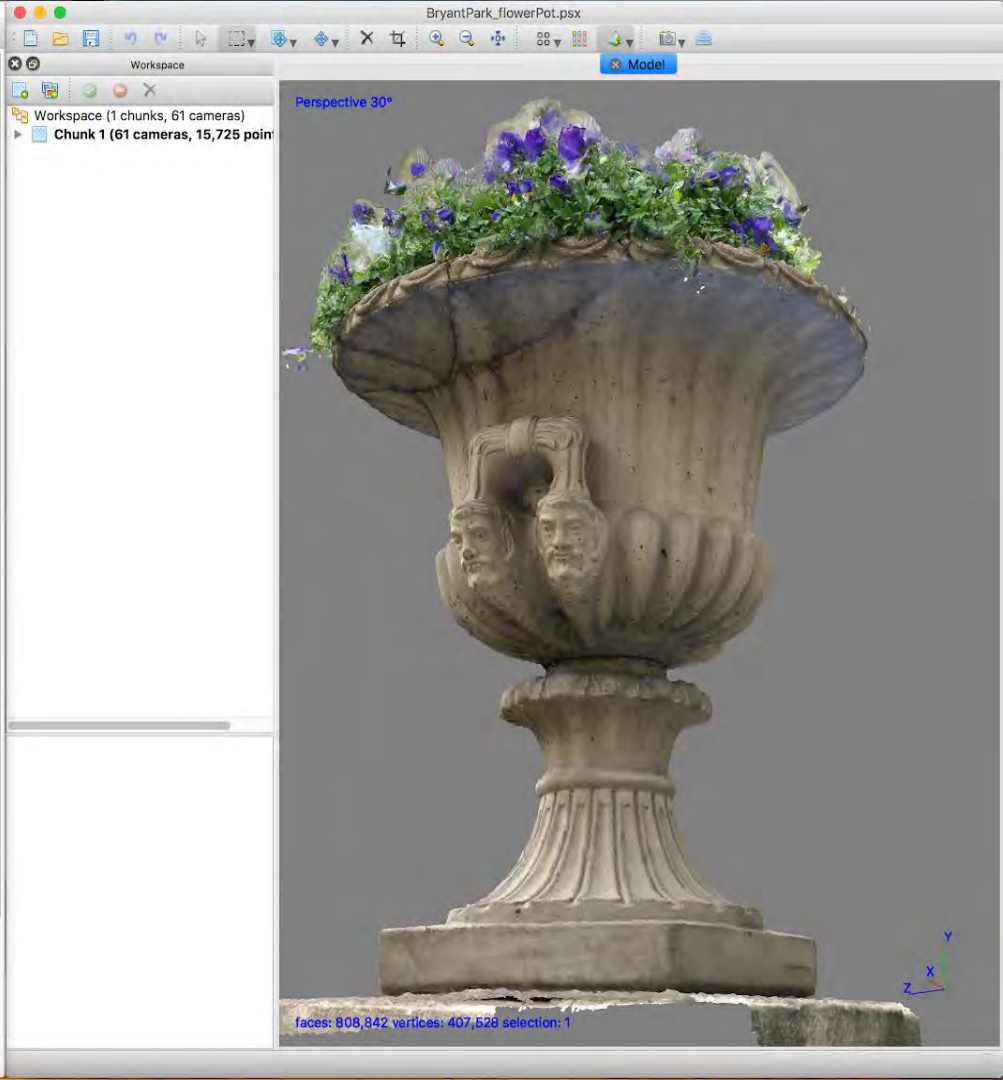 BryantPark_flowerPot.psx
Workspace
Model
Workspace (1 chunks, 61 cameras)
Chunk 1 (61 cameras, 15,725 poin
Perspective 30°
Y
X
Z
faces: 808,842 vertices: 407,528 selection: 1